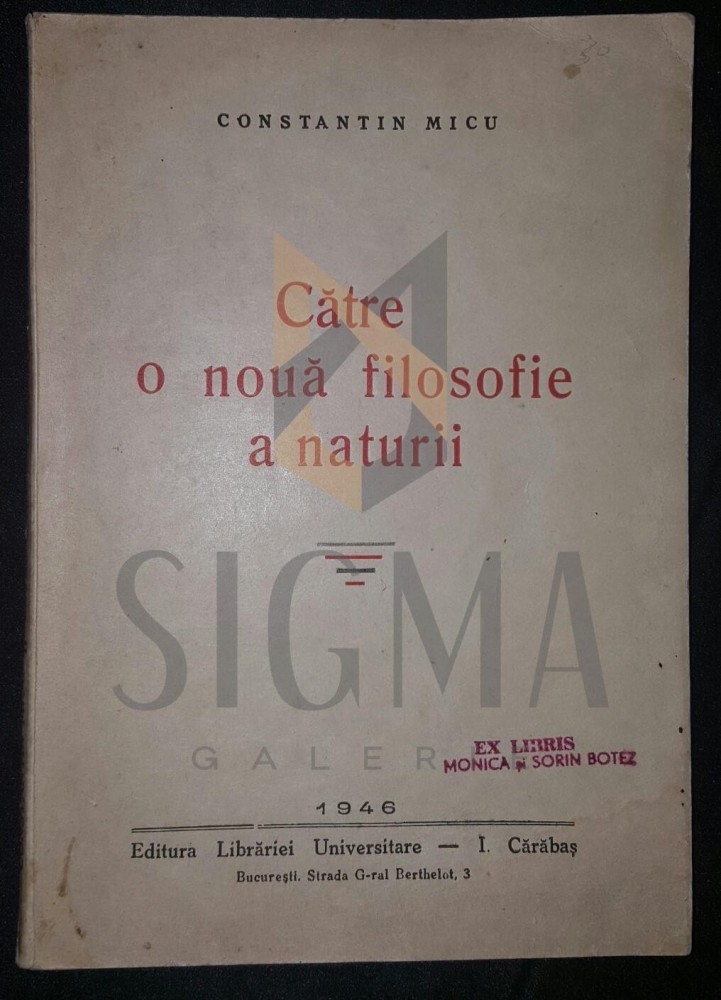 CONSTANTIN MICU
Către
o nouă filosofie
a naturii
SIGMA
EX LIBRIS
MONICA și SORIN BOTEZ
1946
Editura Librăriei Universitare — I. Cărăbaș
București, Strada G-ral Berthelot, 3